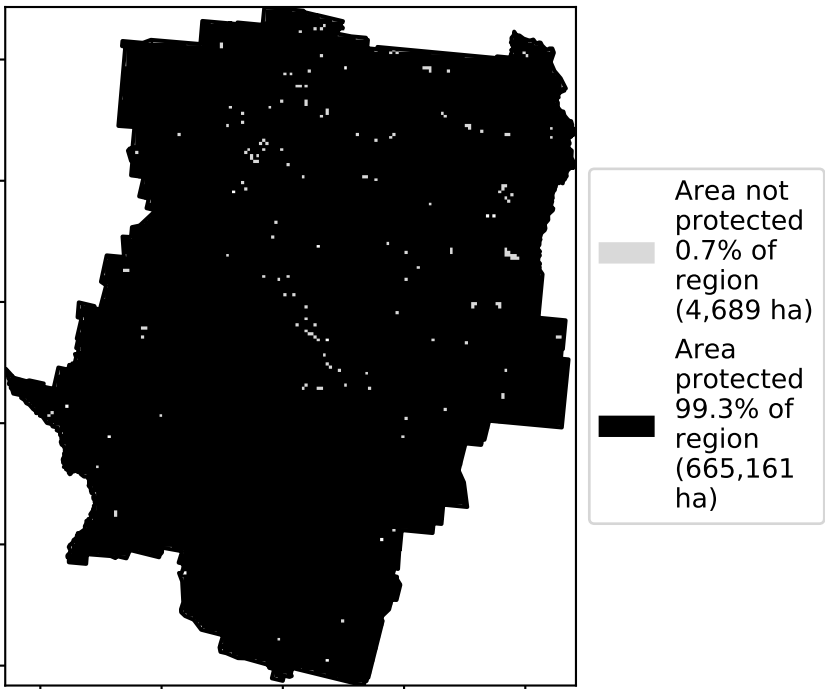 Area not
protected
0.7% of
region
(4,689 ha)
Area
protected
99.3% of
region
(665,161
ha)